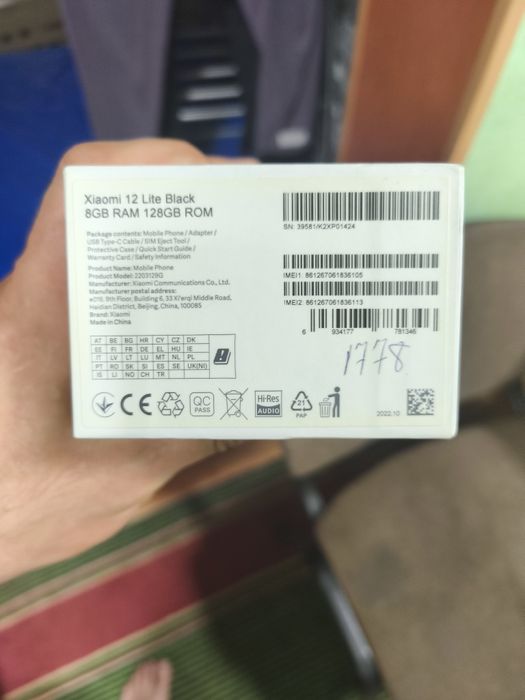 Xiaomi 12 Lite Black
8GB RAM 128GB ROM
Package contents: Mobile Phone / Adapter /
USB Type-C Cable / SIM Eject Tool /
Protective Case / Quick Start Guide /
Warranty Card / Safety Information
Product Name: Mobile Phone
Product Model: 2203129G
Manufacturer: Xiaomi Communications Co., Ltd.
Manufacturer postal address:
#019, 9th Floor, Building 6, 33 Xi'erqi Middle Road,
Haidian District, Beijing, China, 100085
Brand: Xiaomi
Made in China
SN: 39581/K2XP01424
IMEI1: 861267061836105
IMEI2: 861267061836113
6 934177 781346
1778
AT BE BG HR CY CZ DK
EE FI FR DE EL HU IE
IT LV LT LU MT NL PL
PT RO SK SI ES SE UK(NI)
IS LI NO CH TR
CE
QC
PASS
Hi-Res
AUDIO
21
PAP
2022.10